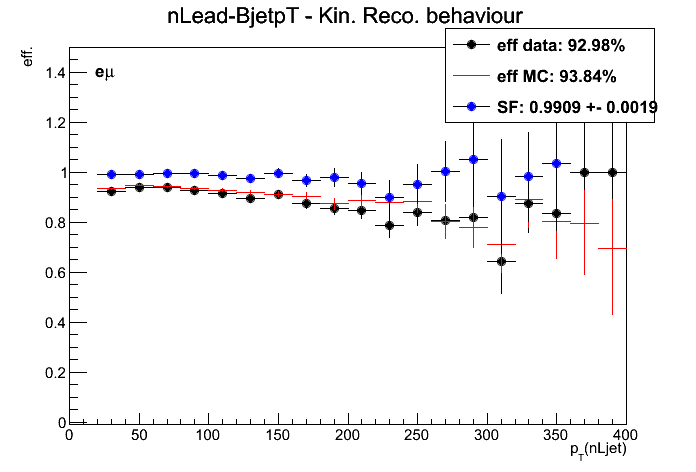 nLead-BjetpT - Kin. Reco. behaviour
eff.
eμ
eff data: 92.98%
eff MC: 93.84%
SF: 0.9909 +- 0.0019
1.4
1.2
1
0.8
0.6
0.4
0.2
0
0 50 100 150 200 250 300 350 400
p_T(nLjet)